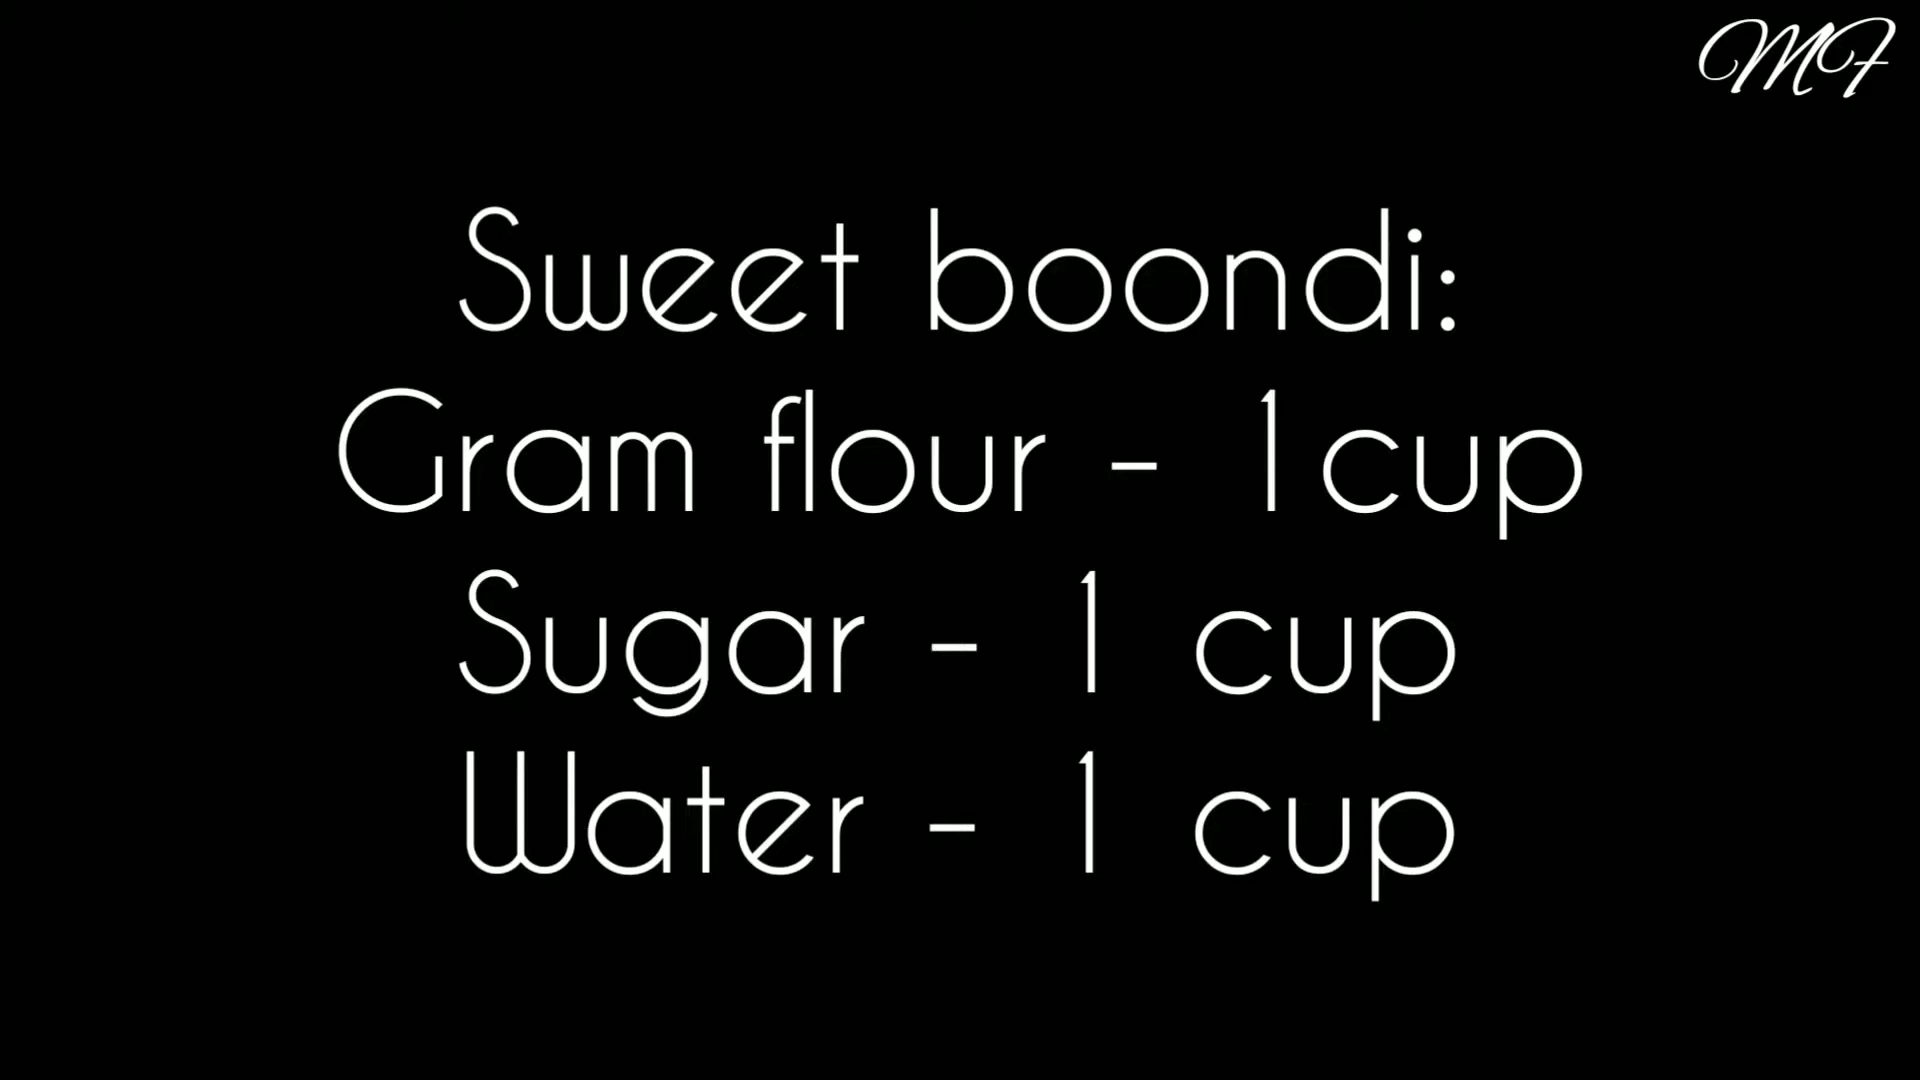 MF
Sweet boondi:
Gram flour - 1cup
Sugar - 1 cup
Water - 1 cup